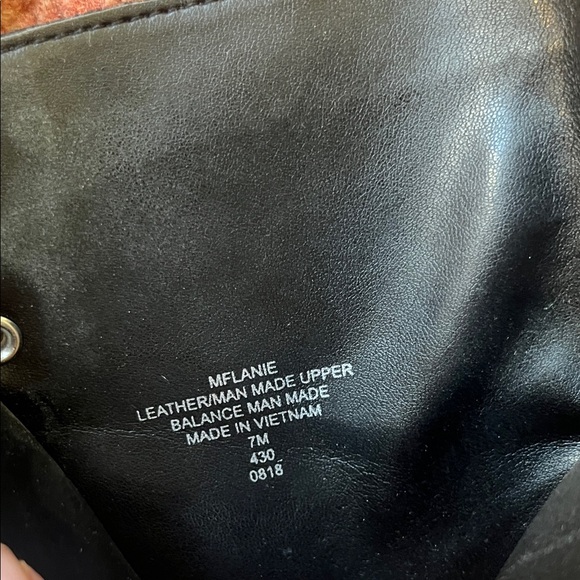 MFLANIE
LEATHER/MAN MADE UPPER
BALANCE MAN MADE
MADE IN VIETNAM
7M
430
0818